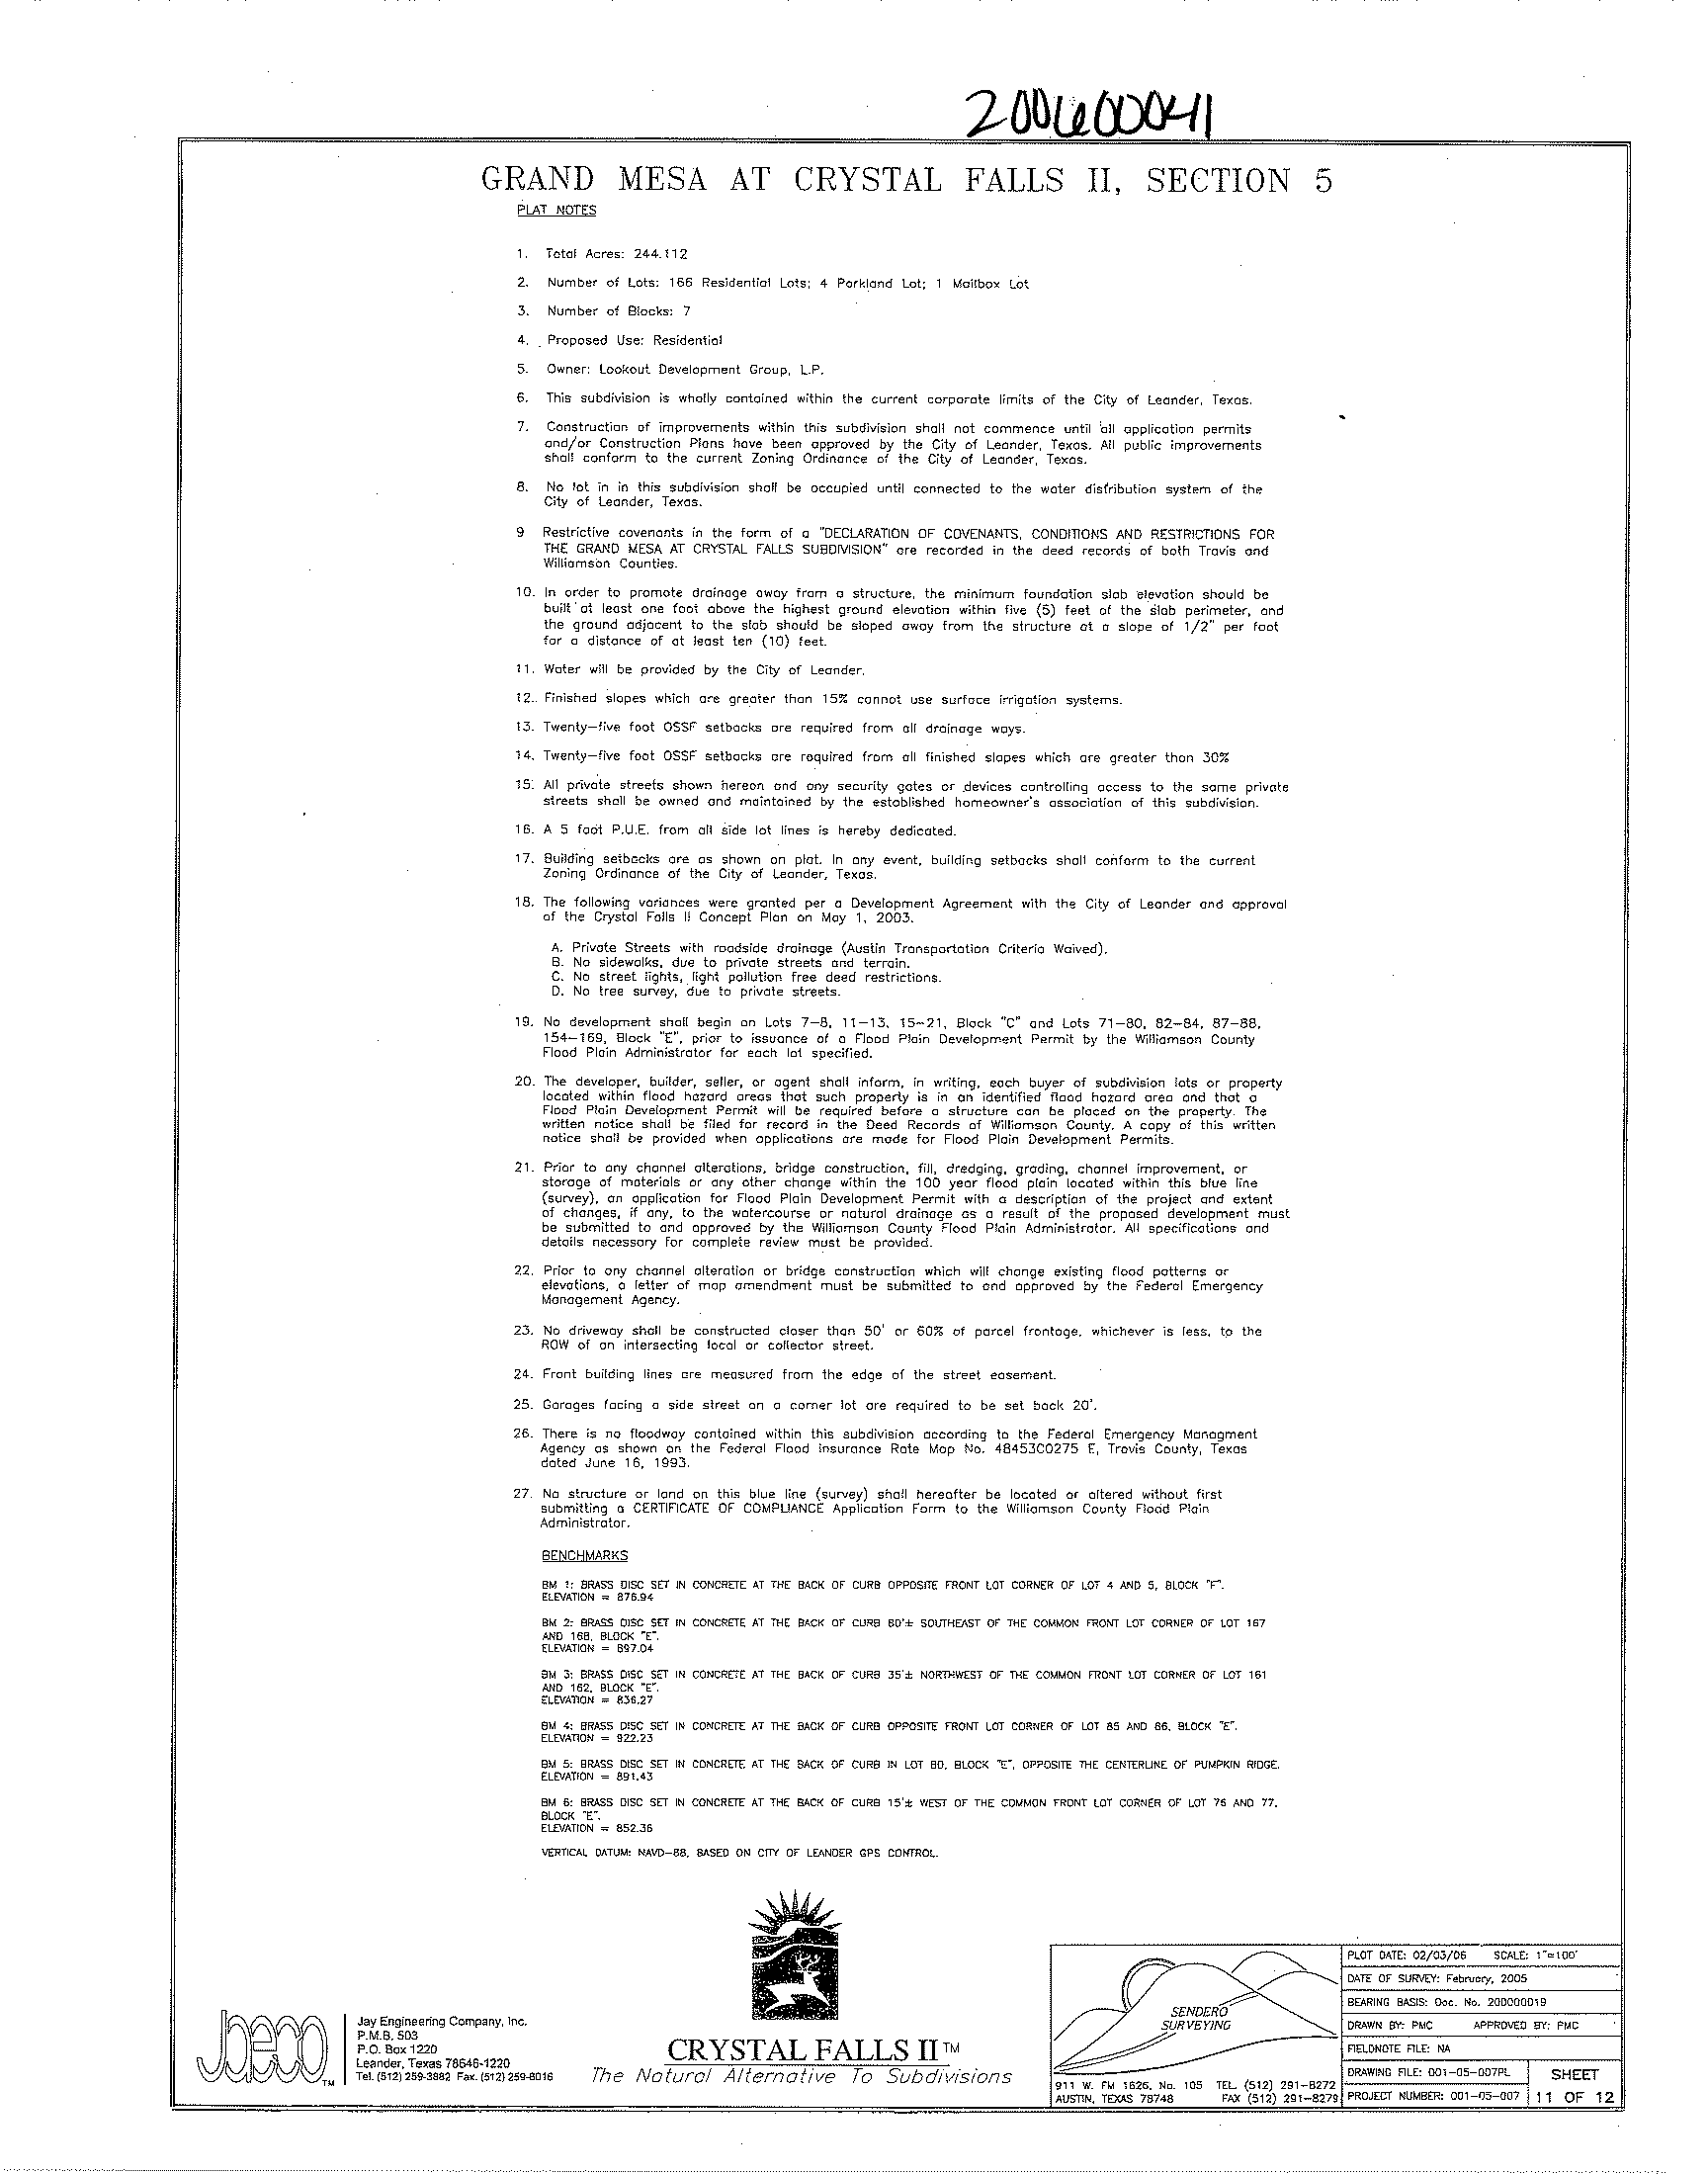 200600041
GRAND MESA AT CRYSTAL FALLS II, SECTION 5
PLAT NOTES
1. Total Acres: 244.112
2. Number of Lots: 166 Residential Lots; 4 Parkland Lot; 1 Mailbox Lot
3. Number of Blocks: 7
4. Proposed Use: Residential
5. Owner: Lookout Development Group, L.P.
6. This subdivision is wholly contained within the current corporate limits of the City of Leander, Texas.
7. Construction of improvements within this subdivision shall not commence until all application permits
and/or Construction Plans have been approved by the City of Leander, Texas. All public improvements
shall conform to the current Zoning Ordinance of the City of Leander, Texas.
8. No lot in in this subdivision shall be occupied until connected to the water distribution system of the
City of Leander, Texas.
9 Restrictive covenants in the form of a "DECLARATION OF COVENANTS, CONDITIONS AND RESTRICTIONS FOR
THE GRAND MESA AT CRYSTAL FALLS SUBDIVISION" are recorded in the deed records of both Travis and
Williamson Counties.
10. In order to promote drainage away from a structure, the minimum foundation slab elevation should be
built at least one foot above the highest ground elevation within five (5) feet of the slab perimeter, and
the ground adjacent to the slab should be sloped away from the structure at a slope of 1/2" per foot
for a distance of at least ten (10) feet.
11. Water will be provided by the City of Leander.
12. Finished slopes which are greater than 15% cannot use surface irrigation systems.
13. Twenty-five foot OSSF setbacks are required from all drainage ways.
14. Twenty-five foot OSSF setbacks are required from all finished slopes which are greater than 30%
15. All private streets shown hereon and any security gates or devices controlling access to the same private
streets shall be owned and maintained by the established homeowner's association of this subdivision.
16. A 5 foot P.U.E. from all side lot lines is hereby dedicated.
17. Building setbacks are as shown on plat. In any event, building setbacks shall conform to the current
Zoning Ordinance of the City of Leander, Texas.
18. The following variances were granted per a Development Agreement with the City of Leander and approval
of the Crystal Falls II Concept Plan on May 1, 2003.
A. Private Streets with roadside drainage (Austin Transportation Criteria Waived).
B. No sidewalks, due to private streets and terrain.
C. No street lights, light pollution free deed restrictions.
D. No tree survey, due to private streets.
19. No development shall begin on Lots 7-8, 11-13, 15-21, Block "C" and Lots 71-80, 82-84, 87-88,
154-169, Block "E", prior to issuance of a Flood Plain Development Permit by the Williamson County
Flood Plain Administrator for each lot specified.
20. The developer, builder, seller, or agent shall inform, in writing, each buyer of subdivision lots or property
located within flood hazard areas that such property is in an identified flood hazard area and that a
Flood Plain Development Permit will be required before a structure can be placed on the property. The
written notice shall be filed for record in the Deed Records of Williamson County. A copy of this written
notice shall be provided when applications are made for Flood Plain Development Permits.
21. Prior to any channel alterations, bridge construction, fill, dredging, grading, channel improvement, or
storage of materials or any other change within the 100 year flood plain located within this blue line
(survey), an application for Flood Plain Development Permit with a description of the project and extent
of changes, if any, to the watercourse or natural drainage as a result of the proposed development must
be submitted to and approved by the Williamson County Flood Plain Administrator. All specifications and
details necessary for complete review must be provided.
22. Prior to any channel alteration or bridge construction which will change existing flood patterns or
elevations, a letter of map amendment must be submitted to and approved by the Federal Emergency
Management Agency.
23. No driveway shall be constructed closer than 50' or 60% of parcel frontage, whichever is less, to the
ROW of an intersecting local or collector street.
24. Front building lines are measured from the edge of the street easement.
25. Garages facing a side street on a corner lot are required to be set back 20'.
26. There is no floodway contained within this subdivision according to the Federal Emergency Managment
Agency as shown on the Federal Flood Insurance Rate Map No. 48453C0275 E, Travis County, Texas
dated June 16, 1993.
27. No structure or land on this blue line (survey) shall hereafter be located or altered without first
submitting a CERTIFICATE OF COMPLIANCE Application Form to the Williamson County Flood Plain
Administrator.
BENCHMARKS
BM 1: BRASS DISC SET IN CONCRETE AT THE BACK OF CURB OPPOSITE FRONT LOT CORNER OF LOT 4 AND 5, BLOCK "F".
ELEVATION = 876.94
BM 2: BRASS DISC SET IN CONCRETE AT THE BACK OF CURB 80'± SOUTHEAST OF THE COMMON FRONT LOT CORNER OF LOT 167
AND 168, BLOCK "E".
ELEVATION = 897.04
BM 3: BRASS DISC SET IN CONCRETE AT THE BACK OF CURB 35'± NORTHWEST OF THE COMMON FRONT LOT CORNER OF LOT 161
AND 162, BLOCK "E".
ELEVATION = 836.27
BM 4: BRASS DISC SET IN CONCRETE AT THE BACK OF CURB OPPOSITE FRONT LOT CORNER OF LOT 85 AND 86, BLOCK "E".
ELEVATION = 922.23
BM 5: BRASS DISC SET IN CONCRETE AT THE BACK OF CURB IN LOT 80, BLOCK "E", OPPOSITE THE CENTERLINE OF PUMPKIN RIDGE.
ELEVATION = 891.43
BM 6: BRASS DISC SET IN CONCRETE AT THE BACK OF CURB 15'± WEST OF THE COMMON FRONT LOT CORNER OF LOT 76 AND 77,
BLOCK "E".
ELEVATION = 852.36
VERTICAL DATUM: NAVD-88, BASED ON CITY OF LEANDER GPS CONTROL.
Jaeco TM
Jay Engineering Company, Inc.
P.M.B. 503
P.O. Box 1220
Leander, Texas 78646-1220
Tel. (512) 259-3882 Fax. (512) 259-8016
CRYSTAL FALLS II™
The Natural Alternative To Subdivisions
SENDERO
SURVEYING
911 W. FM 1626, No. 105 TEL. (512) 291-8272
AUSTIN, TEXAS 78748 FAX (512) 291-8279
PLOT DATE: 02/03/06 SCALE: 1"=100'
DATE OF SURVEY: February, 2005
BEARING BASIS: Doc. No. 200000019
DRAWN BY: PMC APPROVED BY: PMC
FIELDNOTE FILE: NA
DRAWING FILE: 001-05-007PL
PROJECT NUMBER: 001-05-007
SHEET
11 OF 12